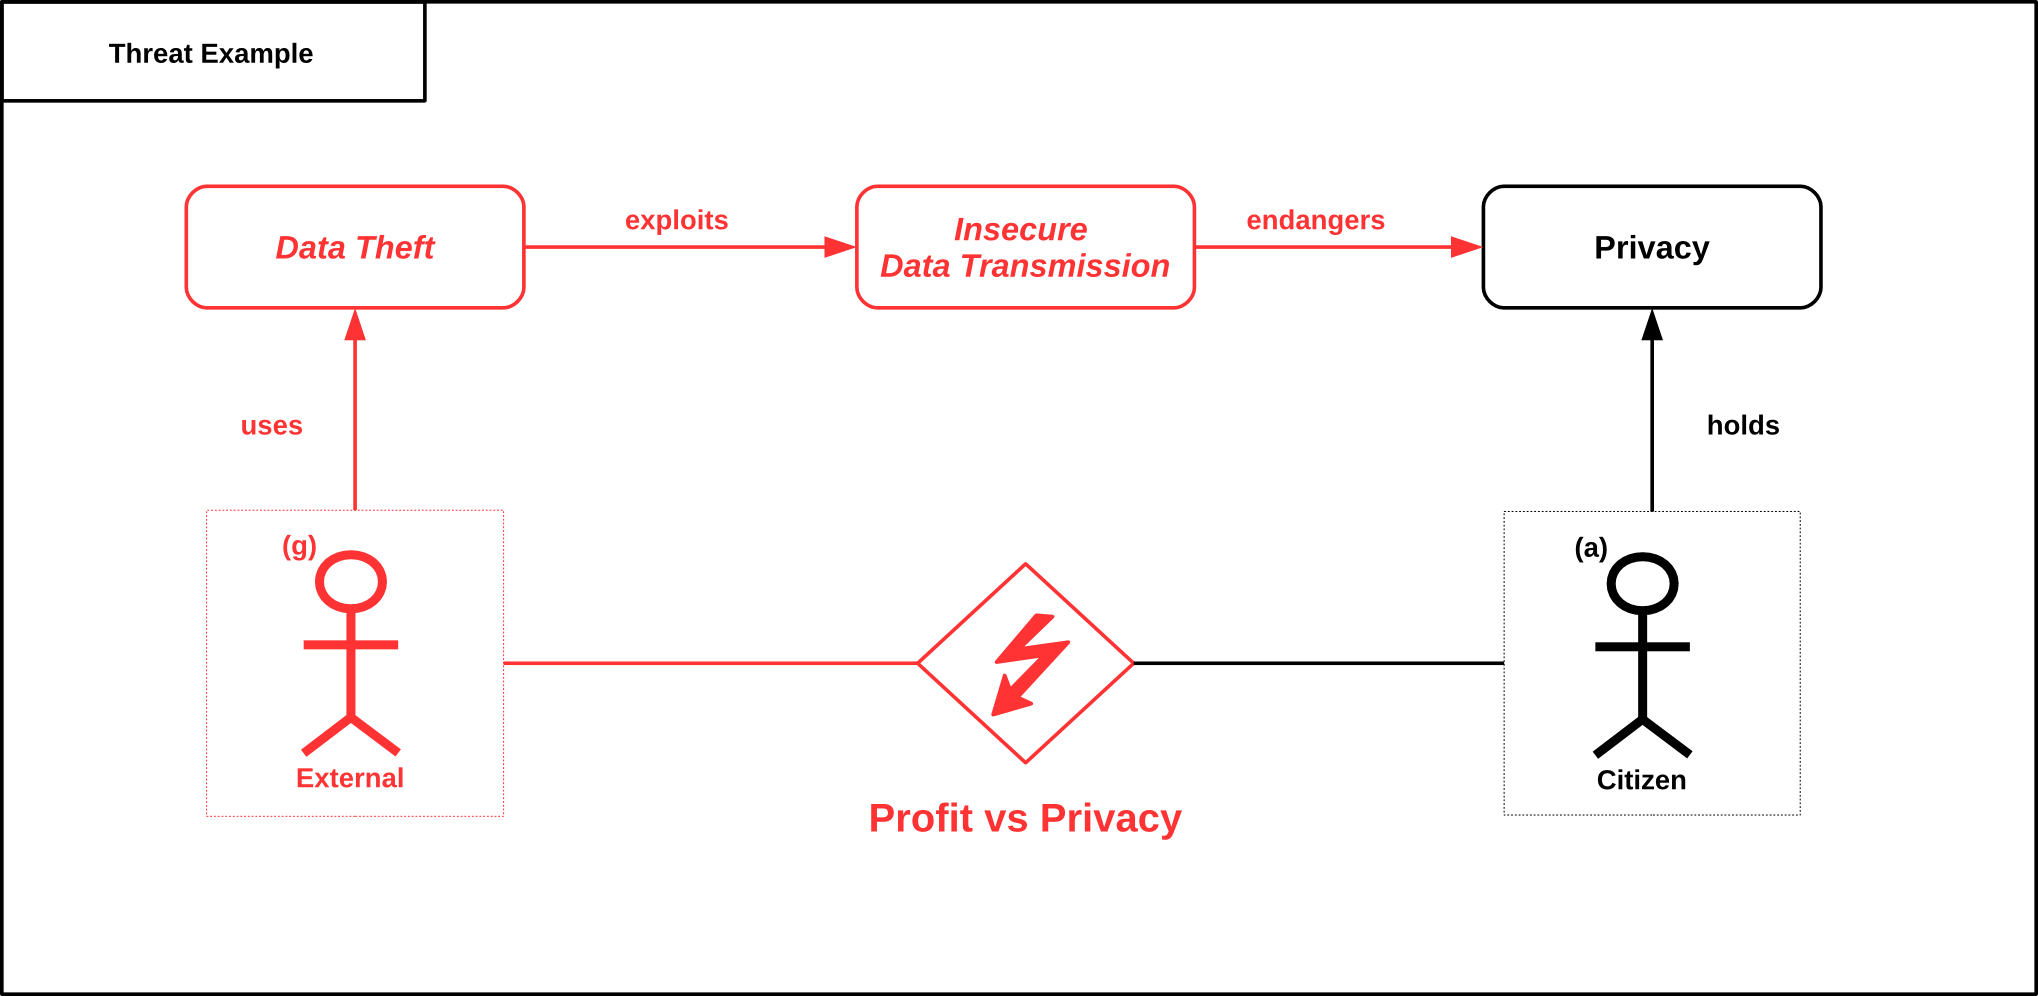 Threat Example
Data Theft
exploits
Insecure
Data Transmission
endangers
Privacy
uses
holds
(g)
External
(a)
Citizen
Profit vs Privacy